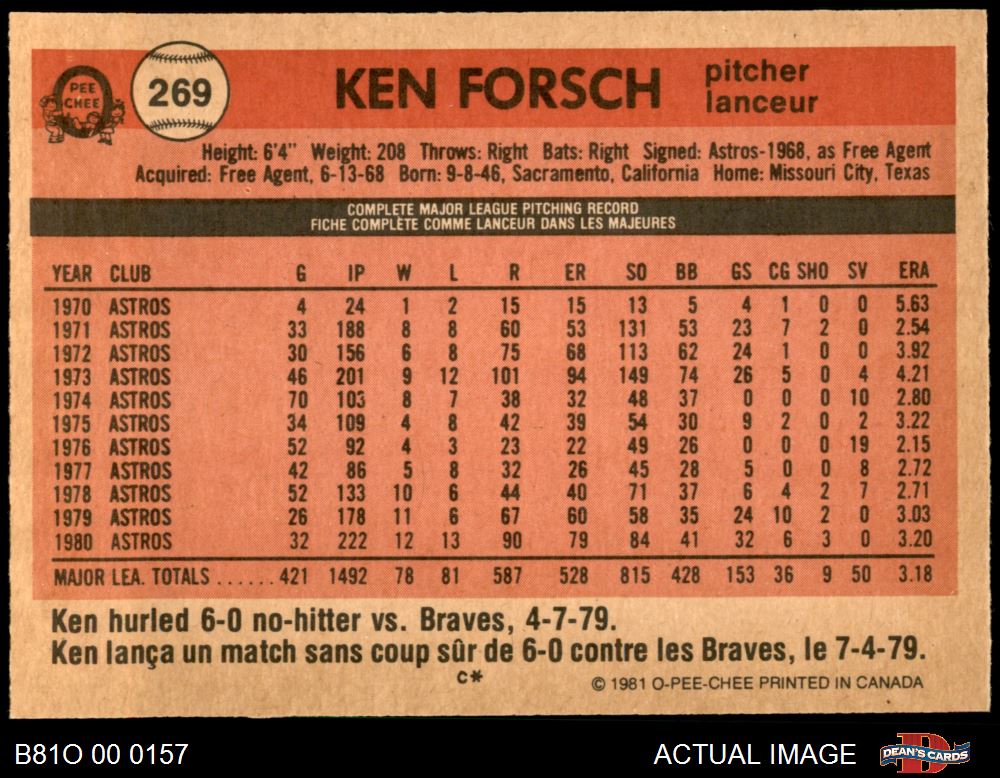 O PEE CHEE
269
KEN FORSCH
pitcher
lanceur
Height: 6'4" Weight: 208 Throws: Right Bats: Right Signed: Astros-1968, as Free Agent
Acquired: Free Agent, 6-13-68 Born: 9-8-46, Sacramento, California Home: Missouri City, Texas
COMPLETE MAJOR LEAGUE PITCHING RECORD
FICHE COMPLÈTE COMME LANCEUR DANS LES MAJEURES
YEAR CLUB G IP W L R ER SO BB GS CG SHO SV ERA
1970 ASTROS 4 24 1 2 15 15 13 5 4 1 0 0 5.63
1971 ASTROS 33 188 8 8 60 53 131 53 23 7 2 0 2.54
1972 ASTROS 30 156 6 8 75 68 113 62 24 1 0 0 3.92
1973 ASTROS 46 201 9 12 101 94 149 74 26 5 0 4 4.21
1974 ASTROS 70 103 8 7 38 32 48 37 0 0 0 10 2.80
1975 ASTROS 34 109 4 8 42 39 54 30 9 2 0 2 3.22
1976 ASTROS 52 92 4 3 23 22 49 26 0 0 0 19 2.15
1977 ASTROS 42 86 5 8 32 26 45 28 5 0 0 8 2.72
1978 ASTROS 52 133 10 6 44 40 71 37 6 4 2 7 2.71
1979 ASTROS 26 178 11 6 67 60 58 35 24 10 2 0 3.03
1980 ASTROS 32 222 12 13 90 79 84 41 32 6 3 0 3.20
MAJOR LEA. TOTALS ...... 421 1492 78 81 587 528 815 428 153 36 9 50 3.18
Ken hurled 6-0 no-hitter vs. Braves, 4-7-79.
Ken lança un match sans coup sûr de 6-0 contre les Braves, le 7-4-79.
C*
© 1981 O-PEE-CHEE PRINTED IN CANADA
B81O 00 0157
ACTUAL IMAGE
D
DEAN'S CARDS